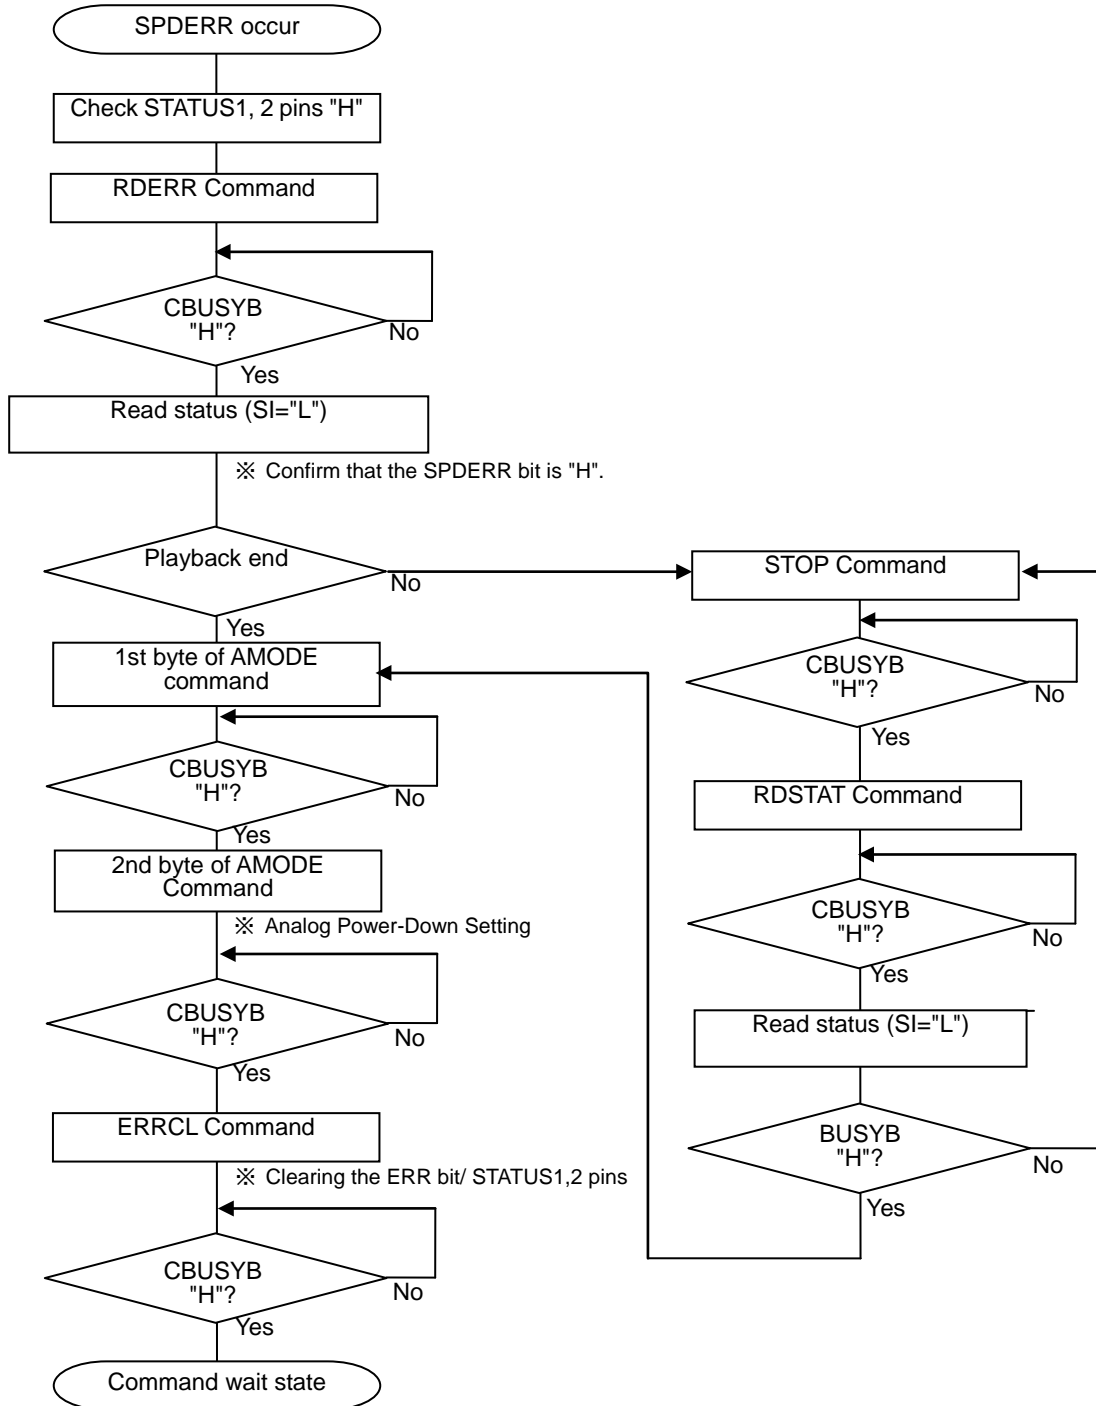 SPDERR occur
Check STATUS1, 2 pins "H"
RDERR Command
CBUSYB
"H"?
No
Yes
Read status (SI="L")
※ Confirm that the SPDERR bit is "H".
Playback end
No
Yes
1st byte of AMODE
command
CBUSYB
"H"?
No
Yes
2nd byte of AMODE
Command
※ Analog Power-Down Setting
CBUSYB
"H"?
No
Yes
ERRCL Command
※ Clearing the ERR bit/ STATUS1,2 pins
CBUSYB
"H"?
No
Yes
Command wait state
STOP Command
CBUSYB
"H"?
No
Yes
RDSTAT Command
CBUSYB
"H"?
No
Yes
Read status (SI="L")
BUSYB
"H"?
No
Yes